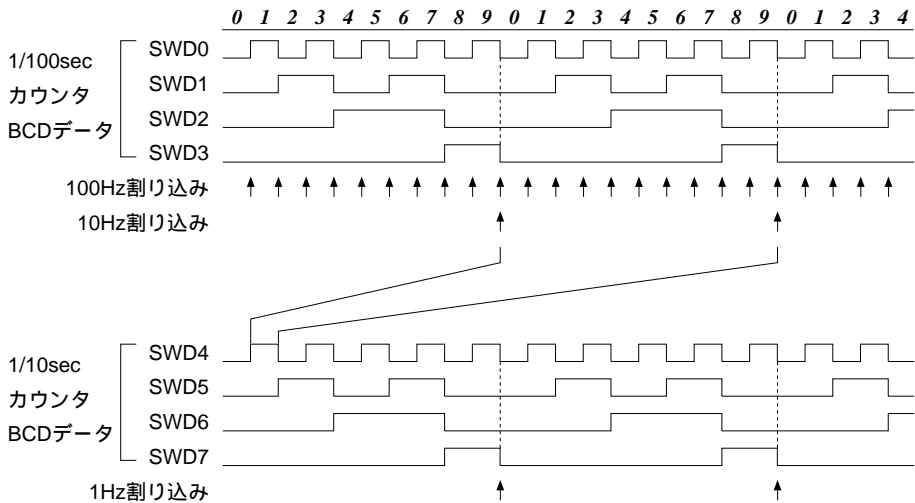 0 1 2 3 4 5 6 7 8 9 0 1 2 3 4 5 6 7 8 9 0 1 2 3 4
1/100sec
カウンタ
BCDデータ
SWD0
SWD1
SWD2
SWD3
100Hz割り込み
10Hz割り込み
1/10sec
カウンタ
BCDデータ
SWD4
SWD5
SWD6
SWD7
1Hz割り込み